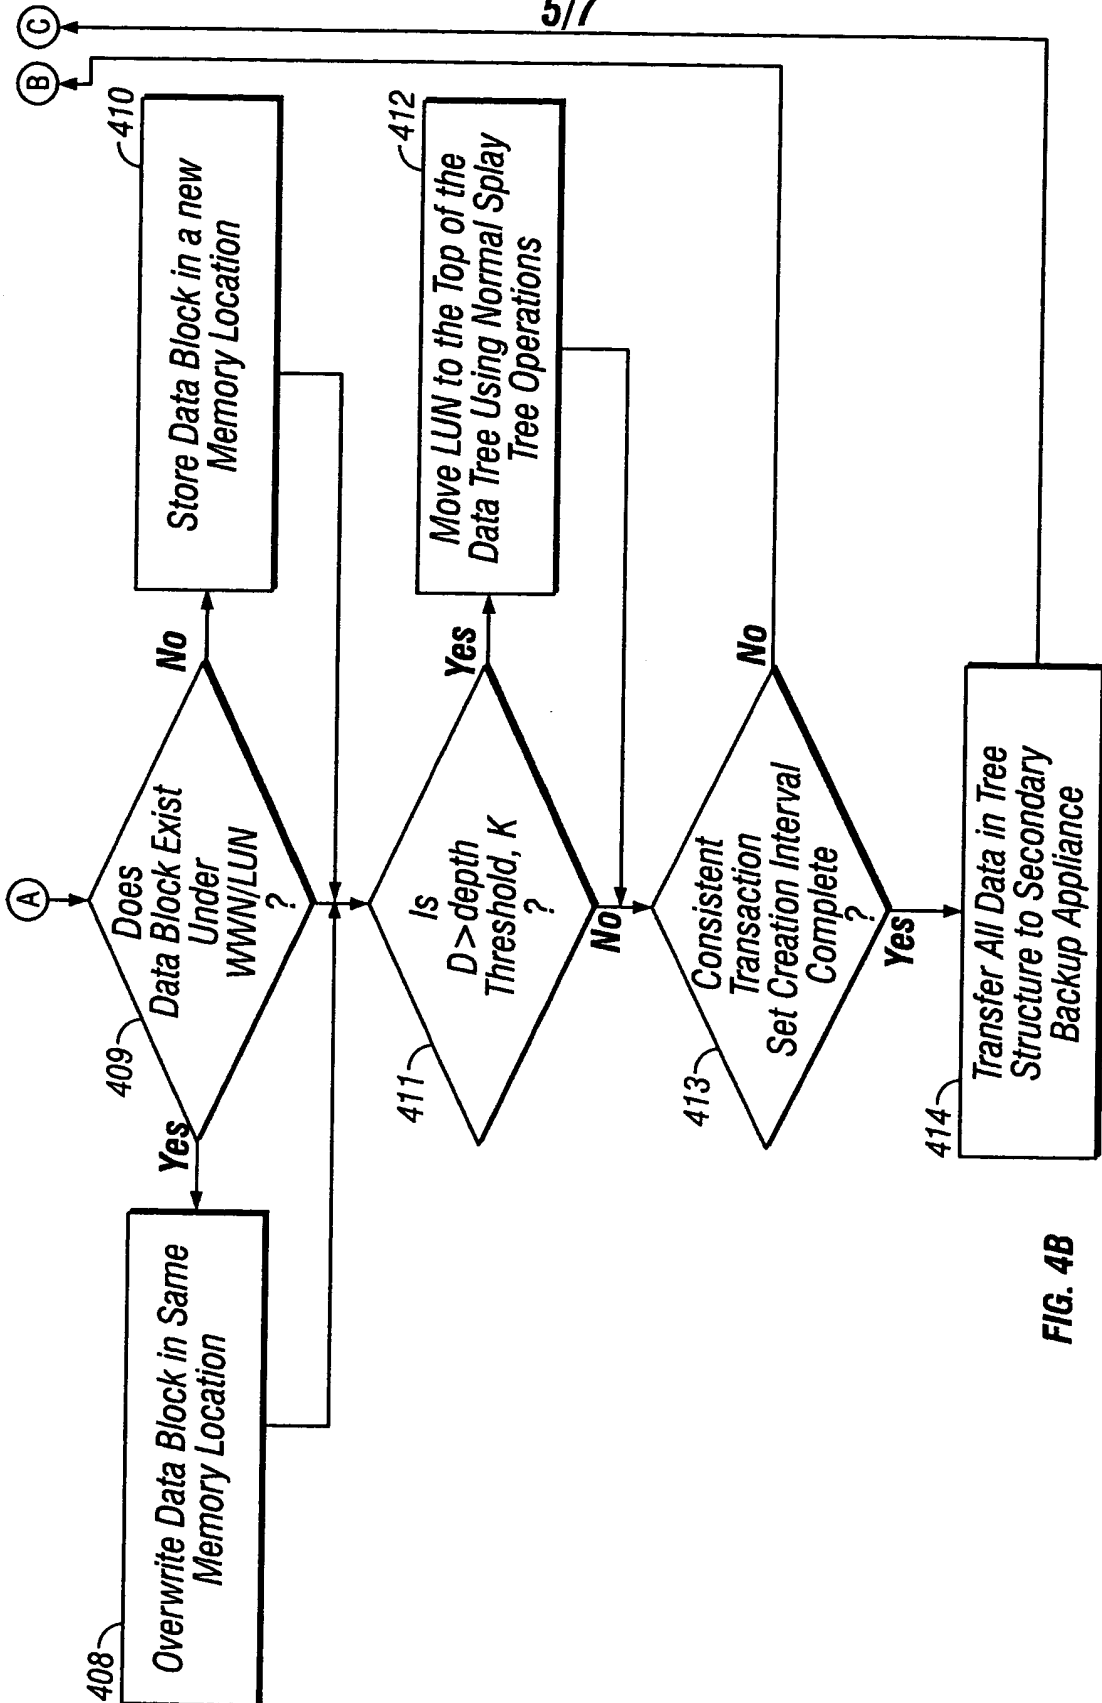 5/7
A
B
C
408
Overwrite Data Block in Same
Memory Location
409
Does
Data Block Exist
Under
WWN/LUN
?
Yes
No
410
Store Data Block in a new
Memory Location
411
Is
D>depth
Threshold, K
?
Yes
No
412
Move LUN to the Top of the
Data Tree Using Normal Splay
Tree Operations
413
Consistent
Transaction
Set Creation Interval
Complete
?
No
Yes
414
Transfer All Data in Tree
Structure to Secondary
Backup Appliance
FIG. 4B